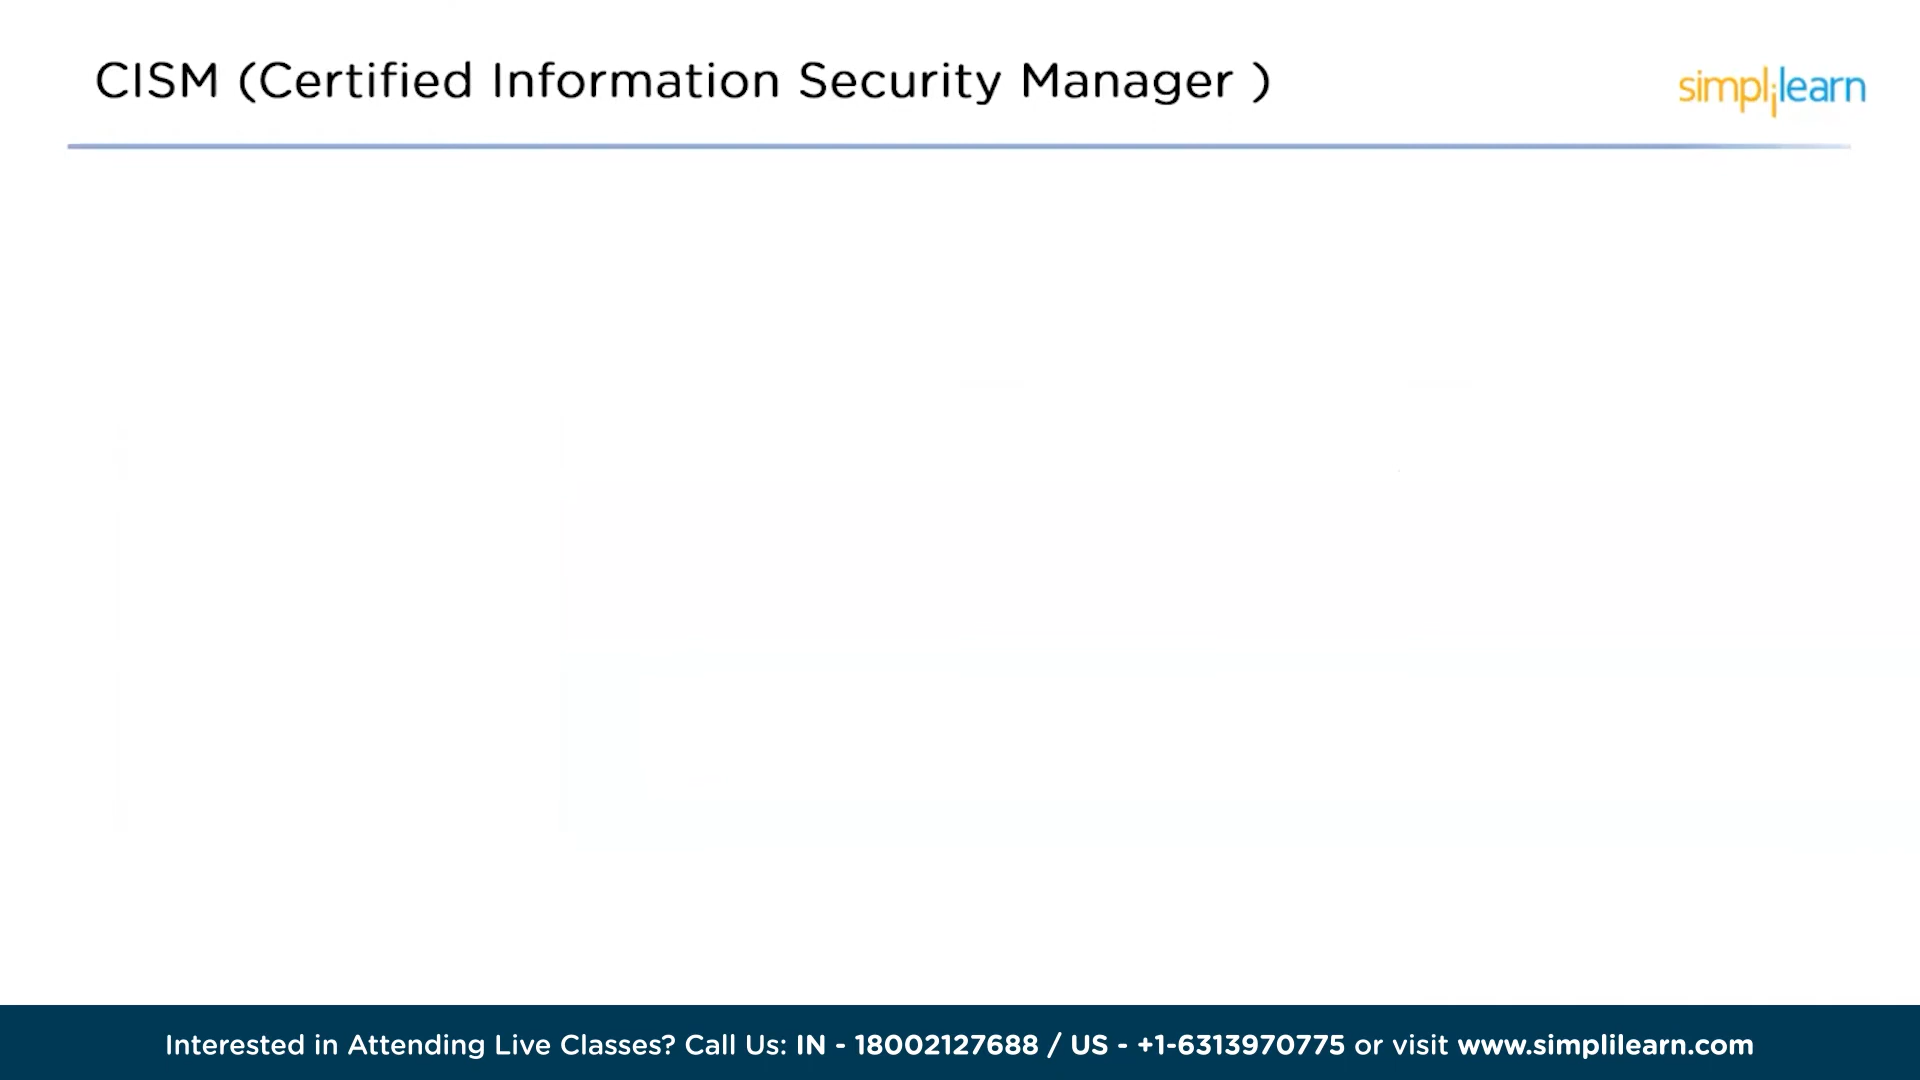 CISM (Certified Information Security Manager )
simplilearn
Interested in Attending Live Classes? Call Us: IN - 18002127688 / US - +1-6313970775 or visit www.simplilearn.com